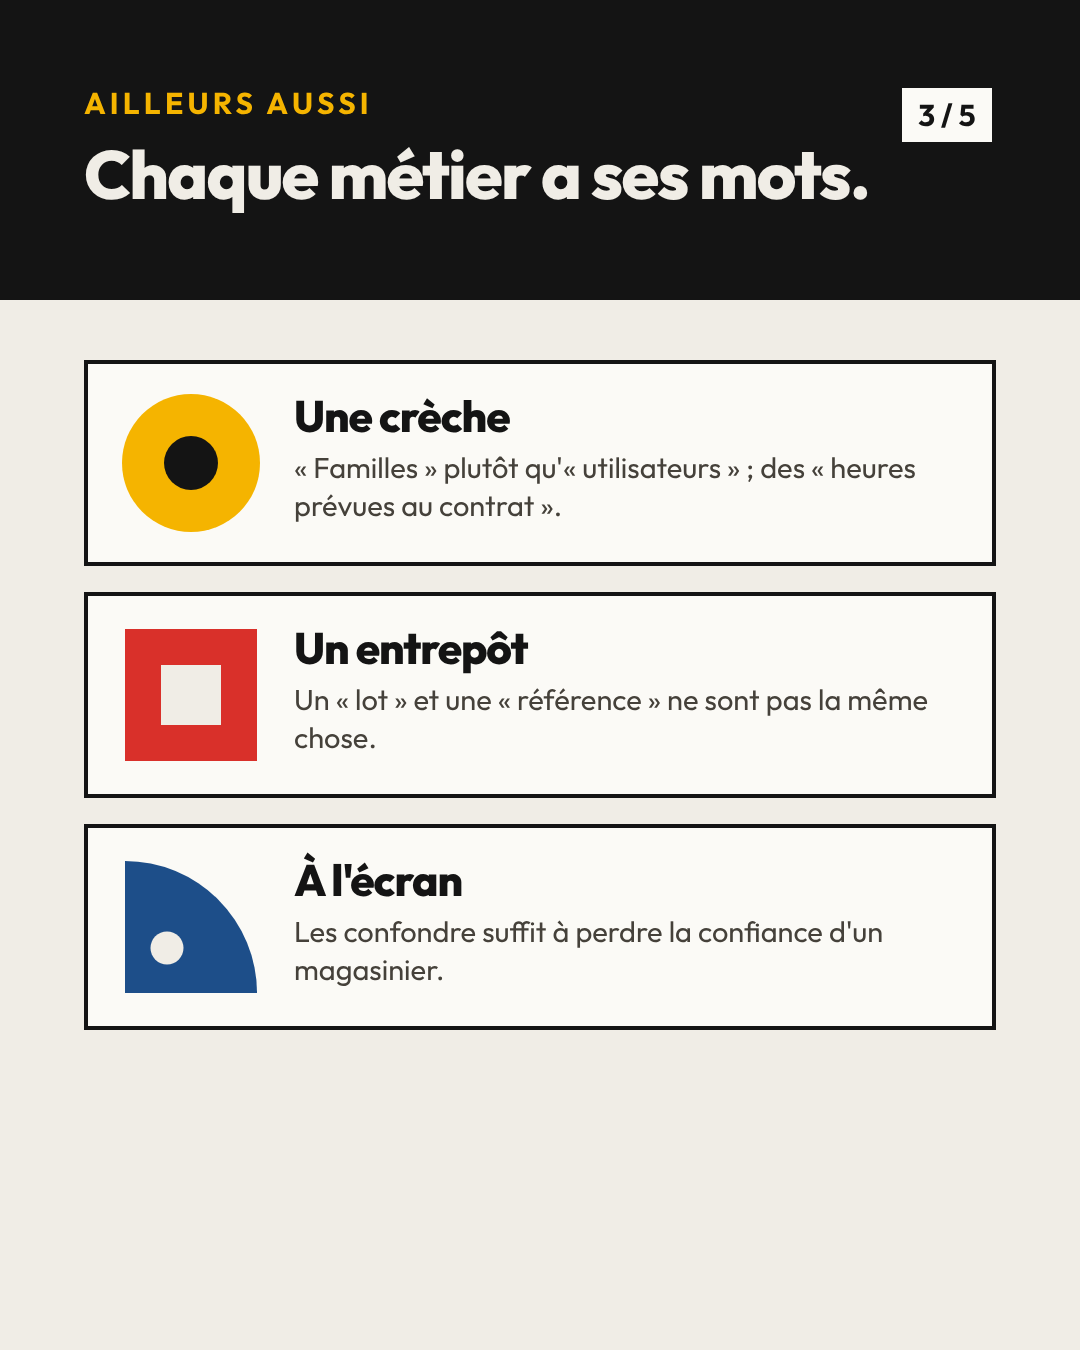 AILLEURS AUSSI
3 / 5
Chaque métier a ses mots.
Une crèche
« Familles » plutôt qu'« utilisateurs » ; des « heures
prévues au contrat ».
Un entrepôt
Un « lot » et une « référence » ne sont pas la même
chose.
À l'écran
Les confondre suffit à perdre la confiance d'un
magasinier.